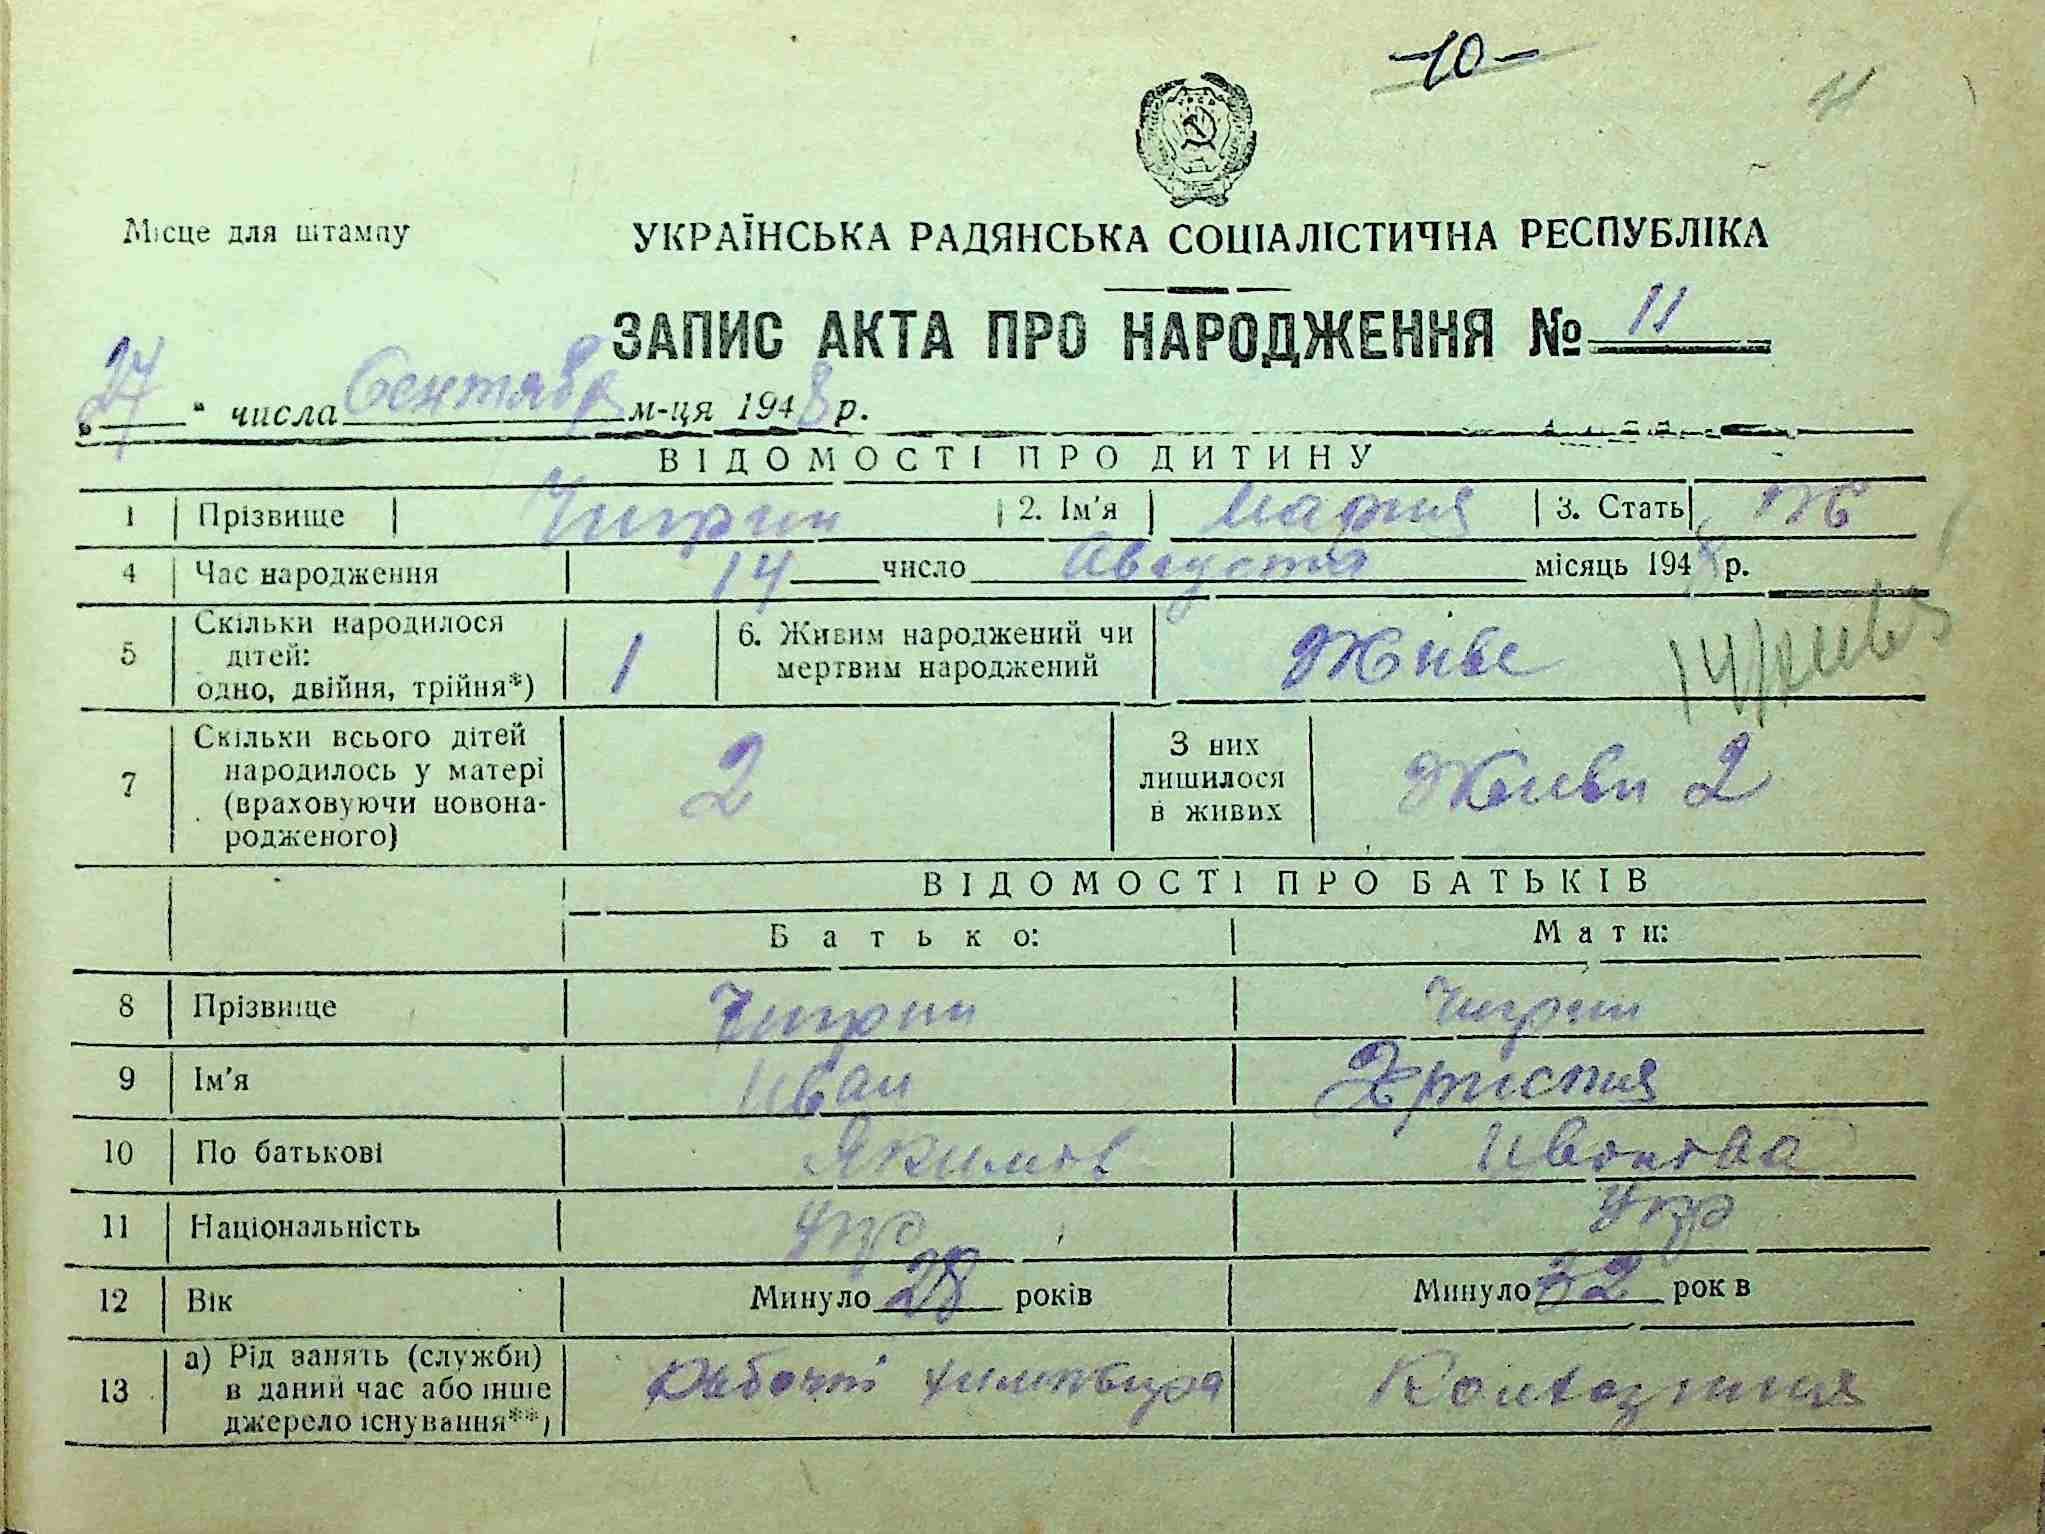 -10-
11
Місце для штампу
УКРАЇНСЬКА РАДЯНСЬКА СОЦІАЛІСТИЧНА РЕСПУБЛІКА
ЗАПИС АКТА ПРО НАРОДЖЕННЯ № 11
„27" числа Сентября м-ця 1948 р.
ВІДОМОСТІ ПРО ДИТИНУ
1 Прізвище Чигрин 2. Ім'я Мария 3. Стать Ж
4 Час народження 14 число Августа місяць 1948 р.
5 Скільки народилося дітей: одно, двійня, трійня*) 1 6. Живим народжений чи мертвим народжений Живе
7 Скільки всього дітей народилось у матері (враховуючи новонародженого) 2 З них лишилося в живих Живи 2
ВІДОМОСТІ ПРО БАТЬКІВ
Батько: Мати:
8 Прізвище Чигрин Чигрин
9 Ім'я Иван Христия
10 По батькові Якимов Иванова
11 Національність Укр Укр
12 Вік Минуло 28 років Минуло 32 рок в
13 а) Рід занять (служби) в даний час або інше джерело існування**) Колхозниця